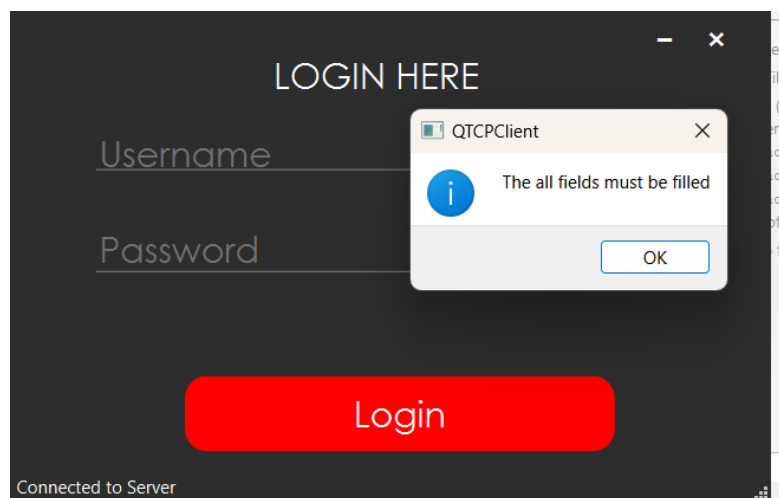 LOGIN HERE
QTCPClient
Username
The all fields must be filled
Password
OK
Login
Connected to Server